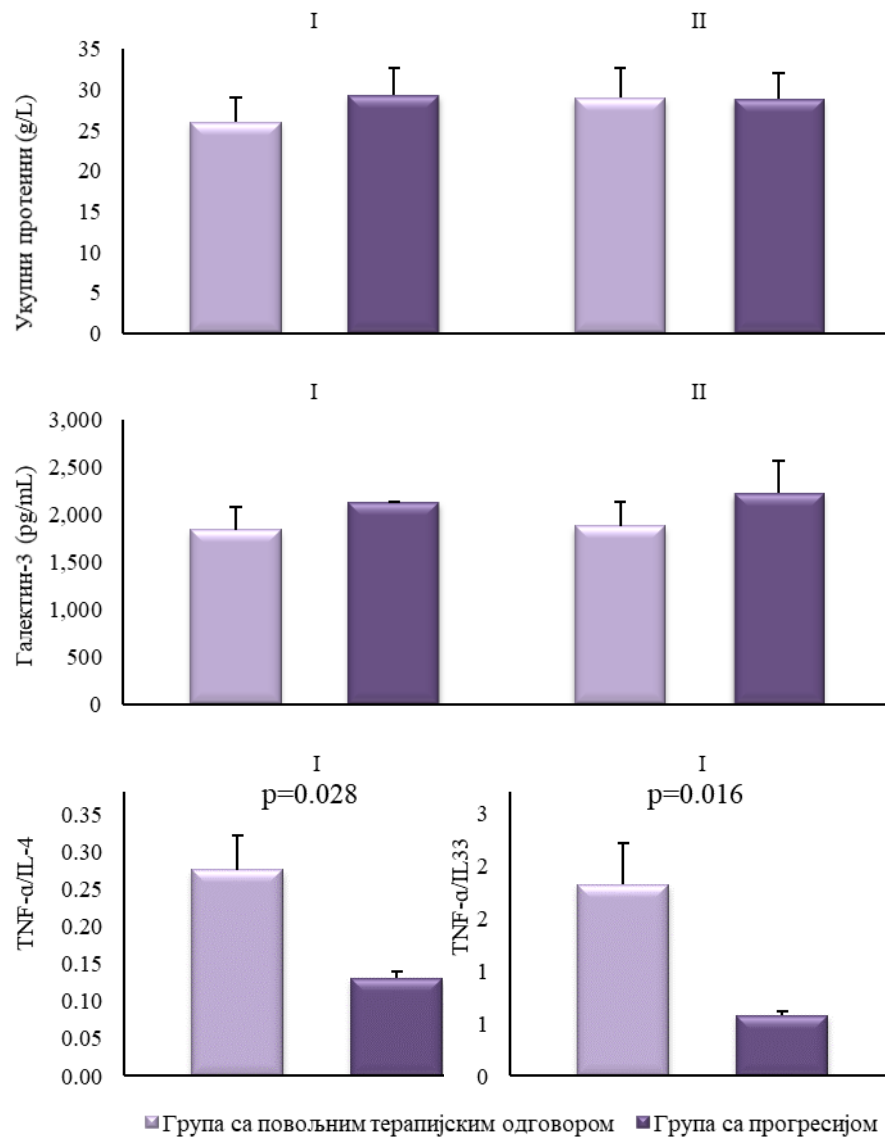 I II
Укупни протеини (g/L)
35
30
25
20
15
10
5
0
I II
Галектин-3 (pg/mL)
3,000
2,500
2,000
1,500
1,000
500
0
I
p=0.028
TNF-α/IL-4
0.35
0.30
0.25
0.20
0.15
0.10
0.05
0.00
I
p=0.016
TNF-α/IL33
3
2
2
1
1
0
Група са повољним терапијским одговором Група са прогресијом